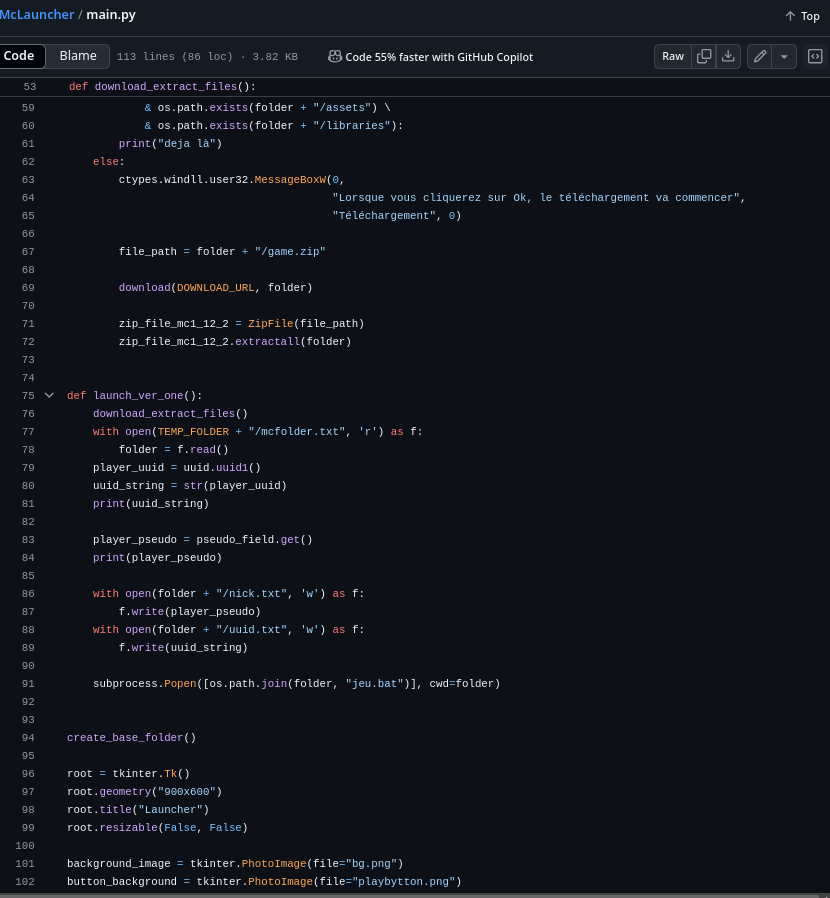 McLauncher / main.py
Top
Code Blame 113 lines (86 loc) · 3.82 KB Code 55% faster with GitHub Copilot Raw
53 def download_extract_files():
59 & os.path.exists(folder + "/assets") \
60 & os.path.exists(folder + "/libraries"):
61 print("deja là")
62 else:
63 ctypes.windll.user32.MessageBoxW(0,
64 "Lorsque vous cliquerez sur Ok, le téléchargement va commencer",
65 "Téléchargement", 0)
66
67 file_path = folder + "/game.zip"
68
69 download(DOWNLOAD_URL, folder)
70
71 zip_file_mc1_12_2 = ZipFile(file_path)
72 zip_file_mc1_12_2.extractall(folder)
73
74
75 def launch_ver_one():
76 download_extract_files()
77 with open(TEMP_FOLDER + "/mcfolder.txt", 'r') as f:
78 folder = f.read()
79 player_uuid = uuid.uuid1()
80 uuid_string = str(player_uuid)
81 print(uuid_string)
82
83 player_pseudo = pseudo_field.get()
84 print(player_pseudo)
85
86 with open(folder + "/nick.txt", 'w') as f:
87 f.write(player_pseudo)
88 with open(folder + "/uuid.txt", 'w') as f:
89 f.write(uuid_string)
90
91 subprocess.Popen([os.path.join(folder, "jeu.bat")], cwd=folder)
92
93
94 create_base_folder()
95
96 root = tkinter.Tk()
97 root.geometry("900x600")
98 root.title("Launcher")
99 root.resizable(False, False)
100
101 background_image = tkinter.PhotoImage(file="bg.png")
102 button_background = tkinter.PhotoImage(file="playbytton.png")